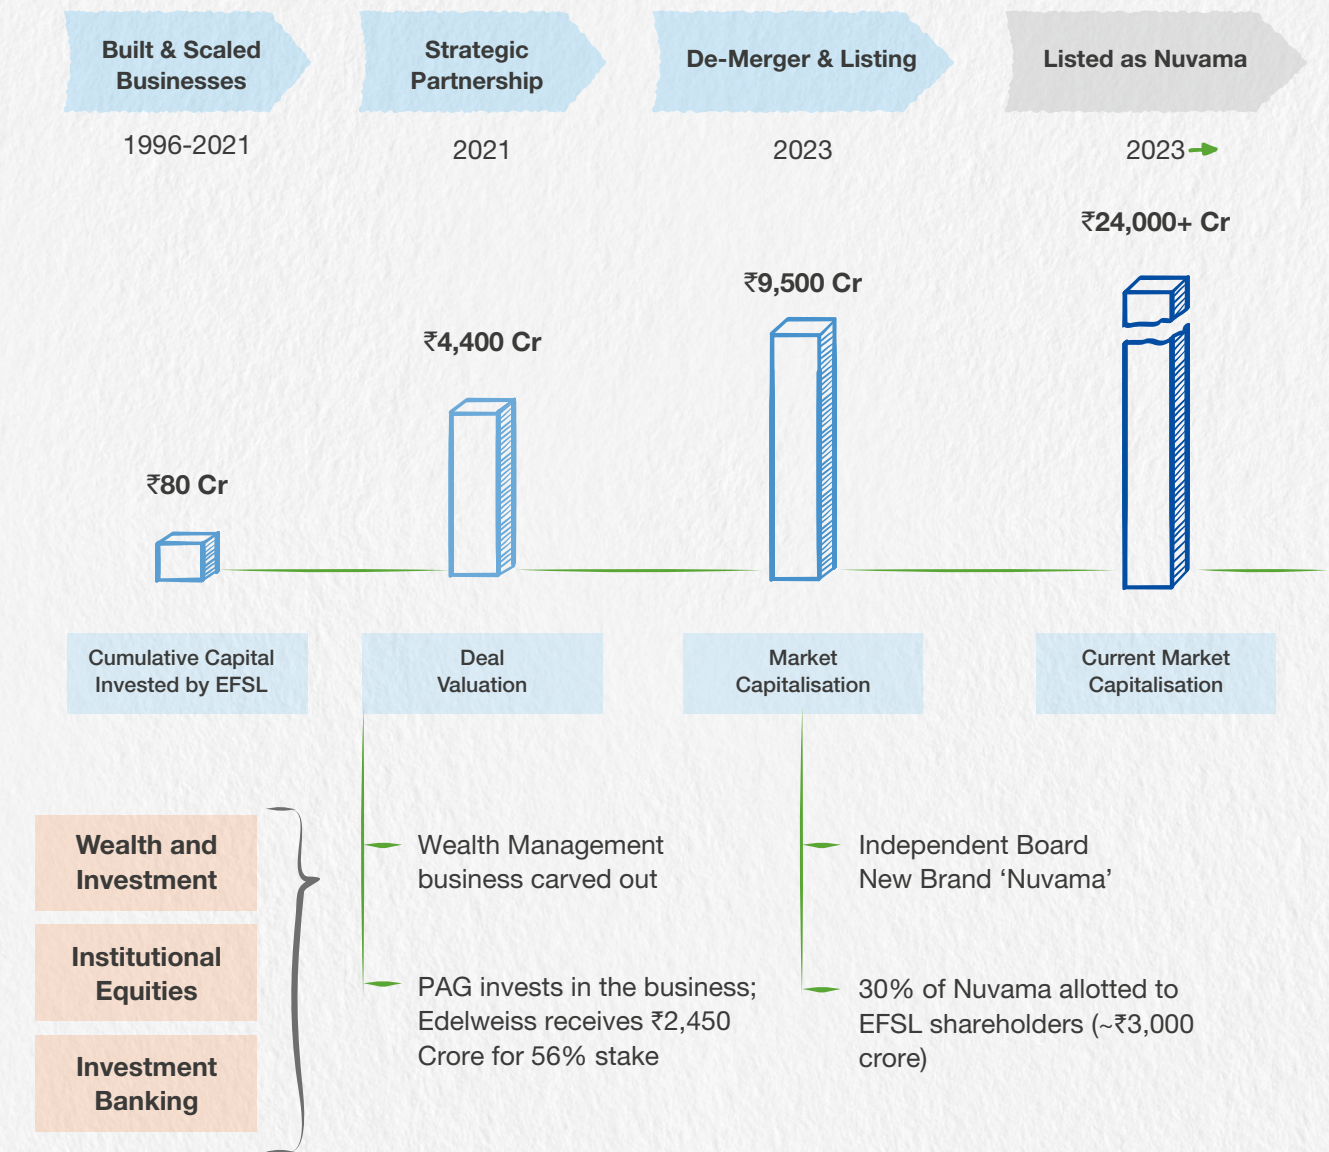 Built & Scaled
Businesses
Strategic
Partnership
De-Merger & Listing
Listed as Nuvama
1996-2021
2021
2023
2023
₹80 Cr
₹4,400 Cr
₹9,500 Cr
₹24,000+ Cr
Cumulative Capital
Invested by EFSL
Deal
Valuation
Market
Capitalisation
Current Market
Capitalisation
Wealth and
Investment
Institutional
Equities
Investment
Banking
Wealth Management
business carved out
PAG invests in the business;
Edelweiss receives ₹2,450
Crore for 56% stake
Independent Board
New Brand ‘Nuvama’
30% of Nuvama allotted to
EFSL shareholders (~₹3,000
crore)